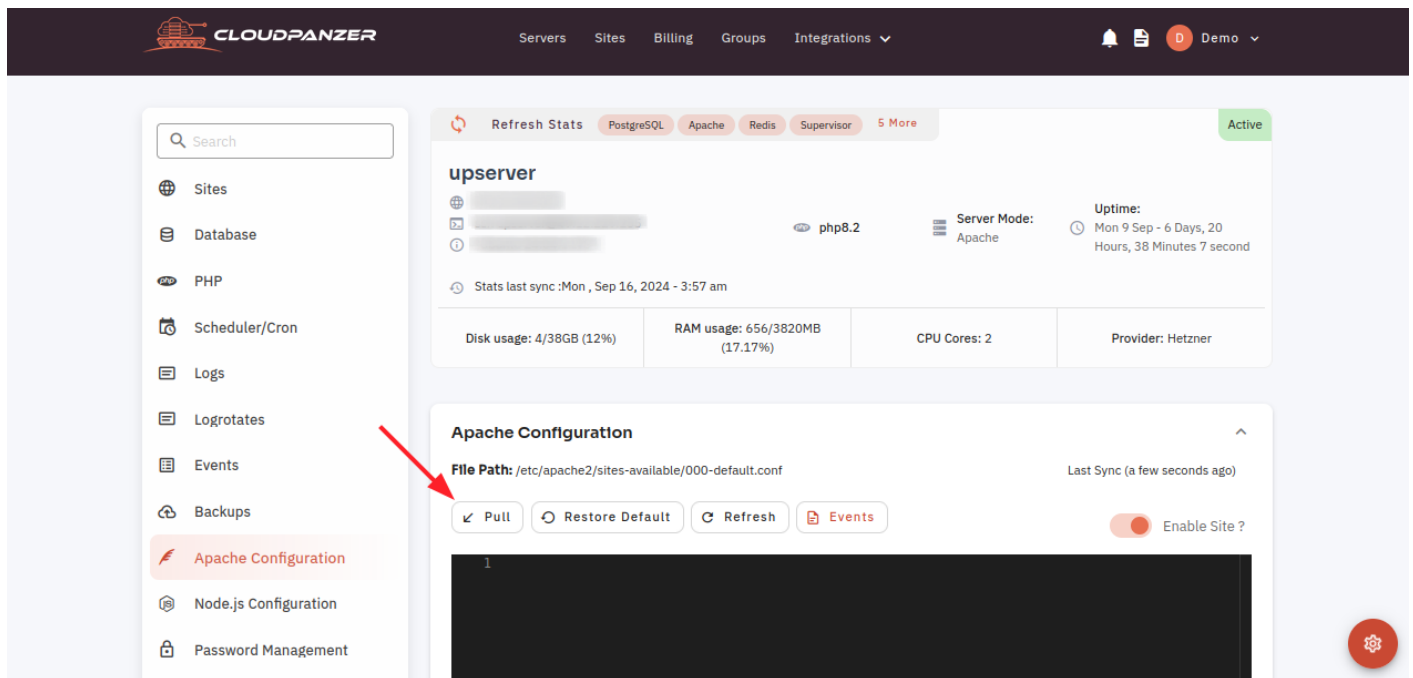 CLOUDPANZER
Servers Sites Billing Groups Integrations
D Demo
Search
Sites
Database
php PHP
Scheduler/Cron
Logs
Logrotates
Events
Backups
Apache Configuration
JS Node.js Configuration
Password Management
Refresh Stats PostgreSQL Apache Redis Supervisor 5 More
Active
upserver
php php8.2
Server Mode:
Apache
Uptime:
Mon 9 Sep - 6 Days, 20
Hours, 38 Minutes 7 second
Stats last sync :Mon , Sep 16, 2024 - 3:57 am
Disk usage: 4/38GB (12%)
RAM usage: 656/3820MB
(17.17%)
CPU Cores: 2
Provider: Hetzner
Apache Configuration
File Path: /etc/apache2/sites-available/000-default.conf
Last Sync (a few seconds ago)
Pull Restore Default Refresh Events
Enable Site ?
1